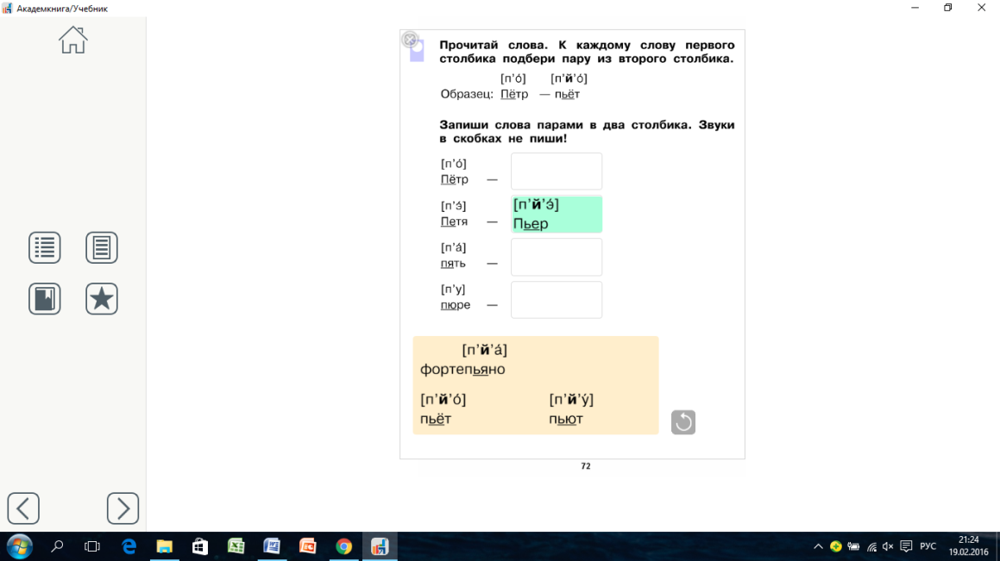 Академкнига/Учебник
Прочитай слова. К каждому слову первого
столбика подбери пару из второго столбика.
[п’о́] [п’й’о́]
Образец: Пётр — пьёт
Запиши слова парами в два столбика. Звуки
в скобках не пиши!
[п’о́]
Пётр —
[п’э́] [п’й’э́]
Петя — Пьер
[п’а́]
пять —
[п’у]
пюре —
[п’й’а́]
фортепьяно
[п’й’о́] [п’й’у́]
пьёт пьют
72
РУС
21:24
19.02.2016